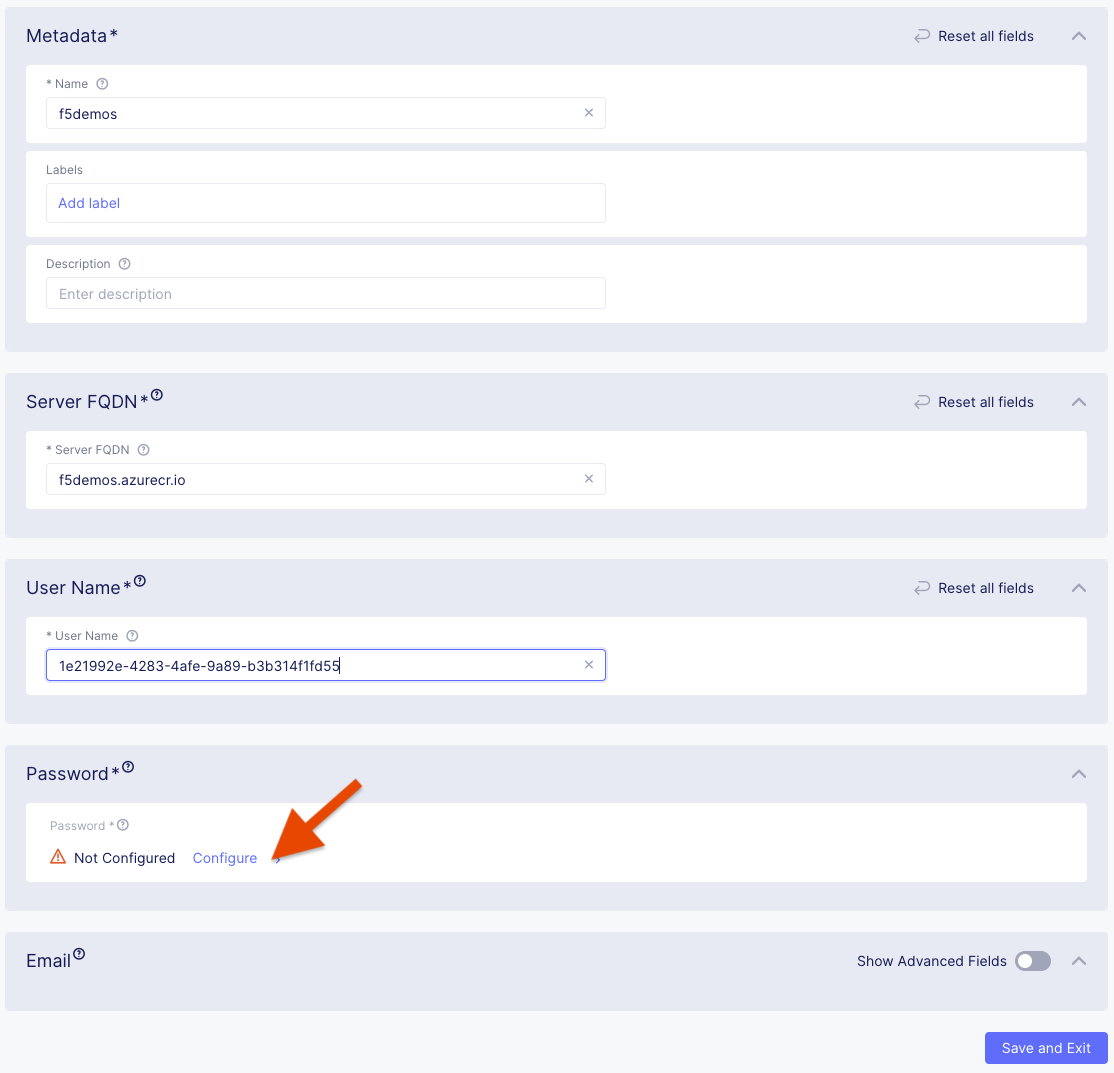 Metadata* Reset all fields
* Name
f5demos
Labels
Add label
Description
Enter description
Server FQDN* Reset all fields
* Server FQDN
f5demos.azurecr.io
User Name* Reset all fields
* User Name
1e21992e-4283-4afe-9a89-b3b314f1fd55
Password*
Password *
Not Configured Configure
Email Show Advanced Fields
Save and Exit